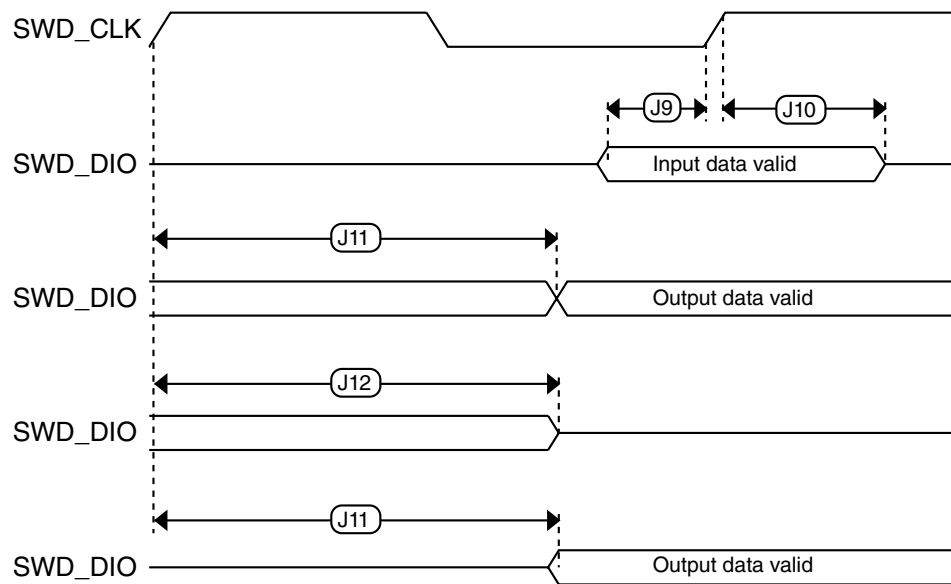 SWD_CLK
J9
J10
SWD_DIO
Input data valid
J11
SWD_DIO
Output data valid
J12
SWD_DIO
J11
SWD_DIO
Output data valid